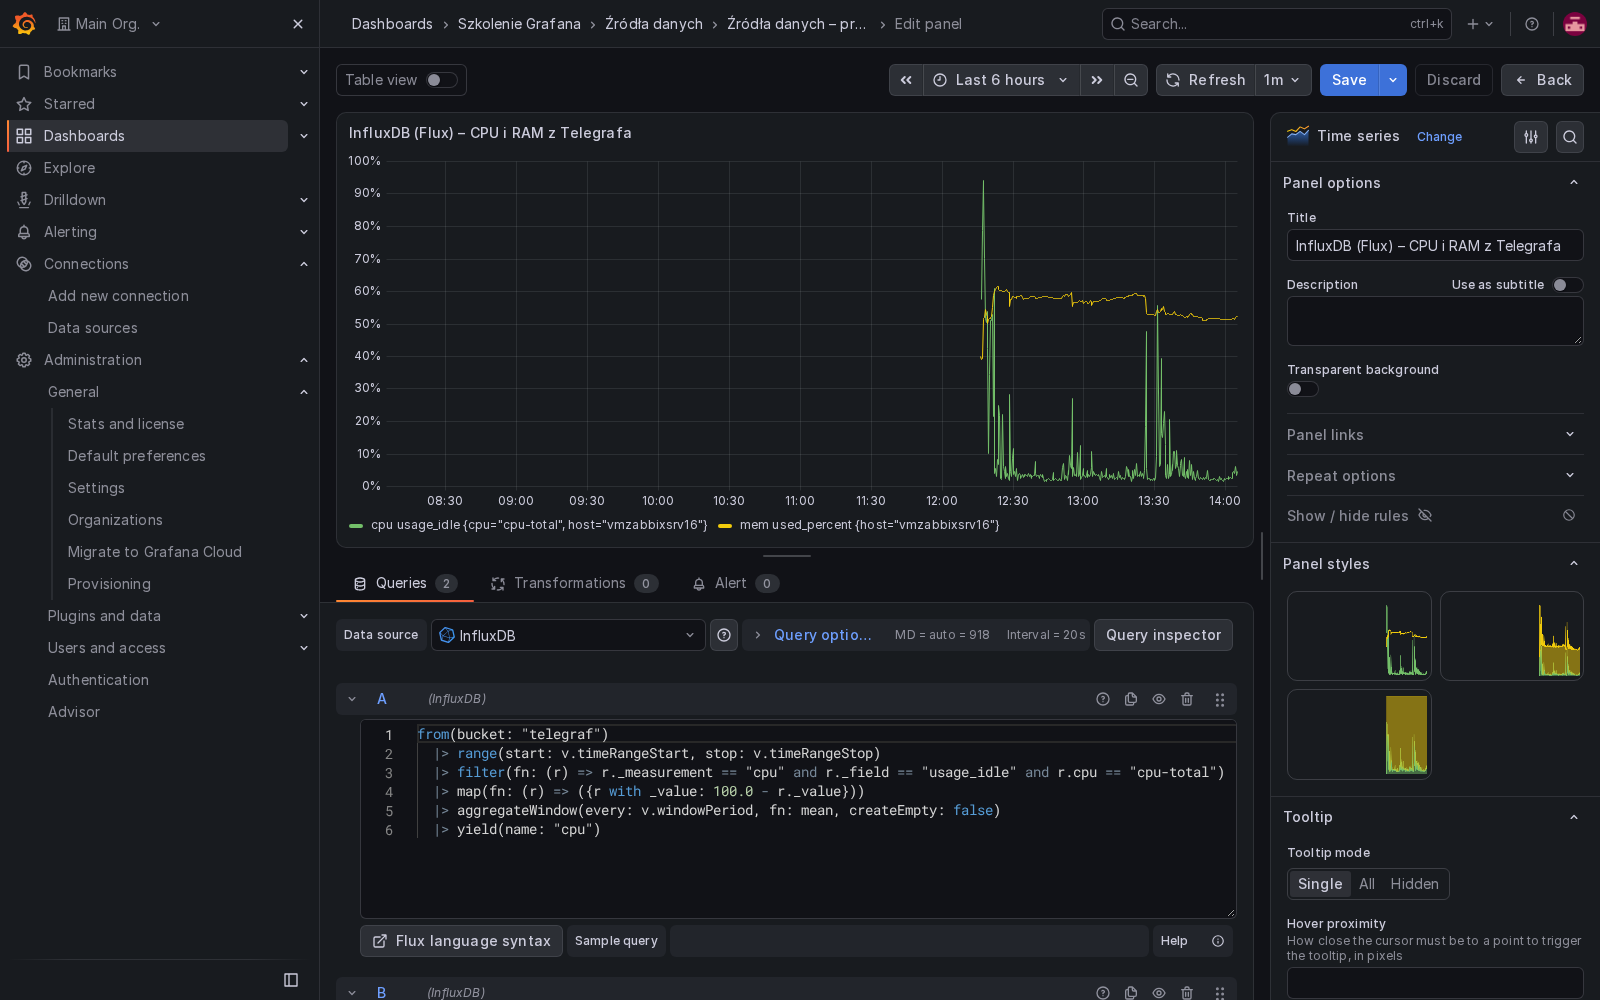 Main Org.
Dashboards › Szkolenie Grafana › Źródła danych › Źródła danych – pr... › Edit panel
Search...
ctrl+k
Bookmarks
Starred
Dashboards
Explore
Drilldown
Alerting
Connections
Add new connection
Data sources
Administration
General
Stats and license
Default preferences
Settings
Organizations
Migrate to Grafana Cloud
Provisioning
Plugins and data
Users and access
Authentication
Advisor
Table view
Last 6 hours
Refresh
1m
Save
Discard
Back
InfluxDB (Flux) – CPU i RAM z Telegrafa
100%
90%
80%
70%
60%
50%
40%
30%
20%
10%
0%
08:30 09:00 09:30 10:00 10:30 11:00 11:30 12:00 12:30 13:00 13:30 14:00
cpu usage_idle {cpu="cpu-total", host="vmzabbixsrv16"} mem used_percent {host="vmzabbixsrv16"}
Queries 2
Transformations 0
Alert 0
Data source
InfluxDB
Query optio...
MD = auto = 918
Interval = 20s
Query inspector
A
(InfluxDB)
1 from(bucket: "telegraf")
2 |> range(start: v.timeRangeStart, stop: v.timeRangeStop)
3 |> filter(fn: (r) => r._measurement == "cpu" and r._field == "usage_idle" and r.cpu == "cpu-total")
4 |> map(fn: (r) => ({r with _value: 100.0 - r._value}))
5 |> aggregateWindow(every: v.windowPeriod, fn: mean, createEmpty: false)
6 |> yield(name: "cpu")
Flux language syntax
Sample query
Help
B
(InfluxDB)
Time series
Change
Panel options
Title
InfluxDB (Flux) – CPU i RAM z Telegrafa
Description
Use as subtitle
Transparent background
Panel links
Repeat options
Show / hide rules
Panel styles
Tooltip
Tooltip mode
Single All Hidden
Hover proximity
How close the cursor must be to a point to trigger
the tooltip, in pixels